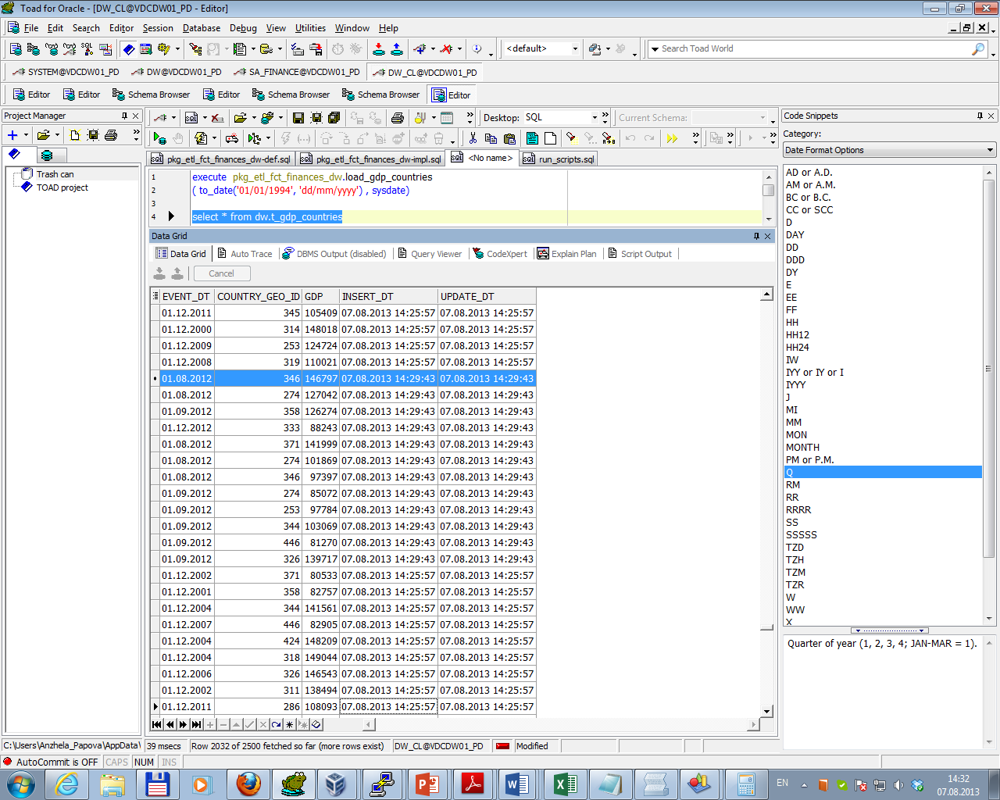 Toad for Oracle - [DW_CL@VDCDW01_PD - Editor]
File Edit Search Editor Session Database Debug View Utilities Window Help
<default> Search Toad World
SYSTEM@VDCDW01_PD DW@VDCDW01_PD SA_FINANCE@VDCDW01_PD DW_CL@VDCDW01_PD
Editor Editor Schema Browser Editor Schema Browser Schema Browser Editor
Project Manager
Trash can
TOAD project
Desktop: SQL Current Schema:
pkg_etl_fct_finances_dw-def.sql pkg_etl_fct_finances_dw-impl.sql <No name> run_scripts.sql
1 execute pkg_etl_fct_finances_dw.load_gdp_countries
2 ( to_date('01/01/1994', 'dd/mm/yyyy') , sysdate)
3
4 select * from dw.t_gdp_countries
Data Grid
Data Grid Auto Trace DBMS Output (disabled) Query Viewer CodeXpert Explain Plan Script Output
Cancel
EVENT_DT COUNTRY_GEO_ID GDP INSERT_DT UPDATE_DT
01.12.2011 345 105409 07.08.2013 14:25:57 07.08.2013 14:25:57
01.12.2000 314 148018 07.08.2013 14:25:57 07.08.2013 14:25:57
01.12.2009 253 124724 07.08.2013 14:25:57 07.08.2013 14:25:57
01.12.2008 319 110021 07.08.2013 14:25:57 07.08.2013 14:25:57
01.08.2012 346 146797 07.08.2013 14:29:43 07.08.2013 14:29:43
01.08.2012 274 127042 07.08.2013 14:29:43 07.08.2013 14:29:43
01.09.2012 358 126274 07.08.2013 14:29:43 07.08.2013 14:29:43
01.12.2012 333 88243 07.08.2013 14:29:43 07.08.2013 14:29:43
01.08.2012 371 141999 07.08.2013 14:29:43 07.08.2013 14:29:43
01.08.2012 274 101869 07.08.2013 14:29:43 07.08.2013 14:29:43
01.08.2012 346 97397 07.08.2013 14:29:43 07.08.2013 14:29:43
01.09.2012 274 85072 07.08.2013 14:29:43 07.08.2013 14:29:43
01.09.2012 253 97784 07.08.2013 14:29:43 07.08.2013 14:29:43
01.09.2012 344 103069 07.08.2013 14:29:43 07.08.2013 14:29:43
01.09.2012 446 81270 07.08.2013 14:29:43 07.08.2013 14:29:43
01.09.2012 326 139717 07.08.2013 14:29:43 07.08.2013 14:29:43
01.12.2002 371 80533 07.08.2013 14:25:57 07.08.2013 14:25:57
01.12.2001 358 82757 07.08.2013 14:25:57 07.08.2013 14:25:57
01.12.2004 344 141561 07.08.2013 14:25:57 07.08.2013 14:25:57
01.12.2007 446 82905 07.08.2013 14:25:57 07.08.2013 14:25:57
01.12.2004 424 148209 07.08.2013 14:25:57 07.08.2013 14:25:57
01.12.2004 318 149044 07.08.2013 14:25:57 07.08.2013 14:25:57
01.12.2006 326 146543 07.08.2013 14:25:57 07.08.2013 14:25:57
01.12.2002 311 138494 07.08.2013 14:25:57 07.08.2013 14:25:57
01.12.2011 286 108093 07.08.2013 14:25:57 07.08.2013 14:25:57
Code Snippets
Category:
Date Format Options
AD or A.D.
AM or A.M.
BC or B.C.
CC or SCC
D
DAY
DD
DDD
DY
E
EE
FF
HH
HH12
HH24
IW
IYY or IY or I
IYYY
J
MI
MM
MON
MONTH
PM or P.M.
Q
RM
RR
RRRR
SS
SSSSS
TZD
TZH
TZM
TZR
W
WW
X
Quarter of year (1, 2, 3, 4; JAN-MAR = 1).
C:\Users\Anzhela_Papova\AppData\ 39 msecs Row 2032 of 2500 fetched so far (more rows exist) DW_CL@VDCDW01_PD Modified
AutoCommit is OFF CAPS NUM INS
EN 14:32
07.08.2013